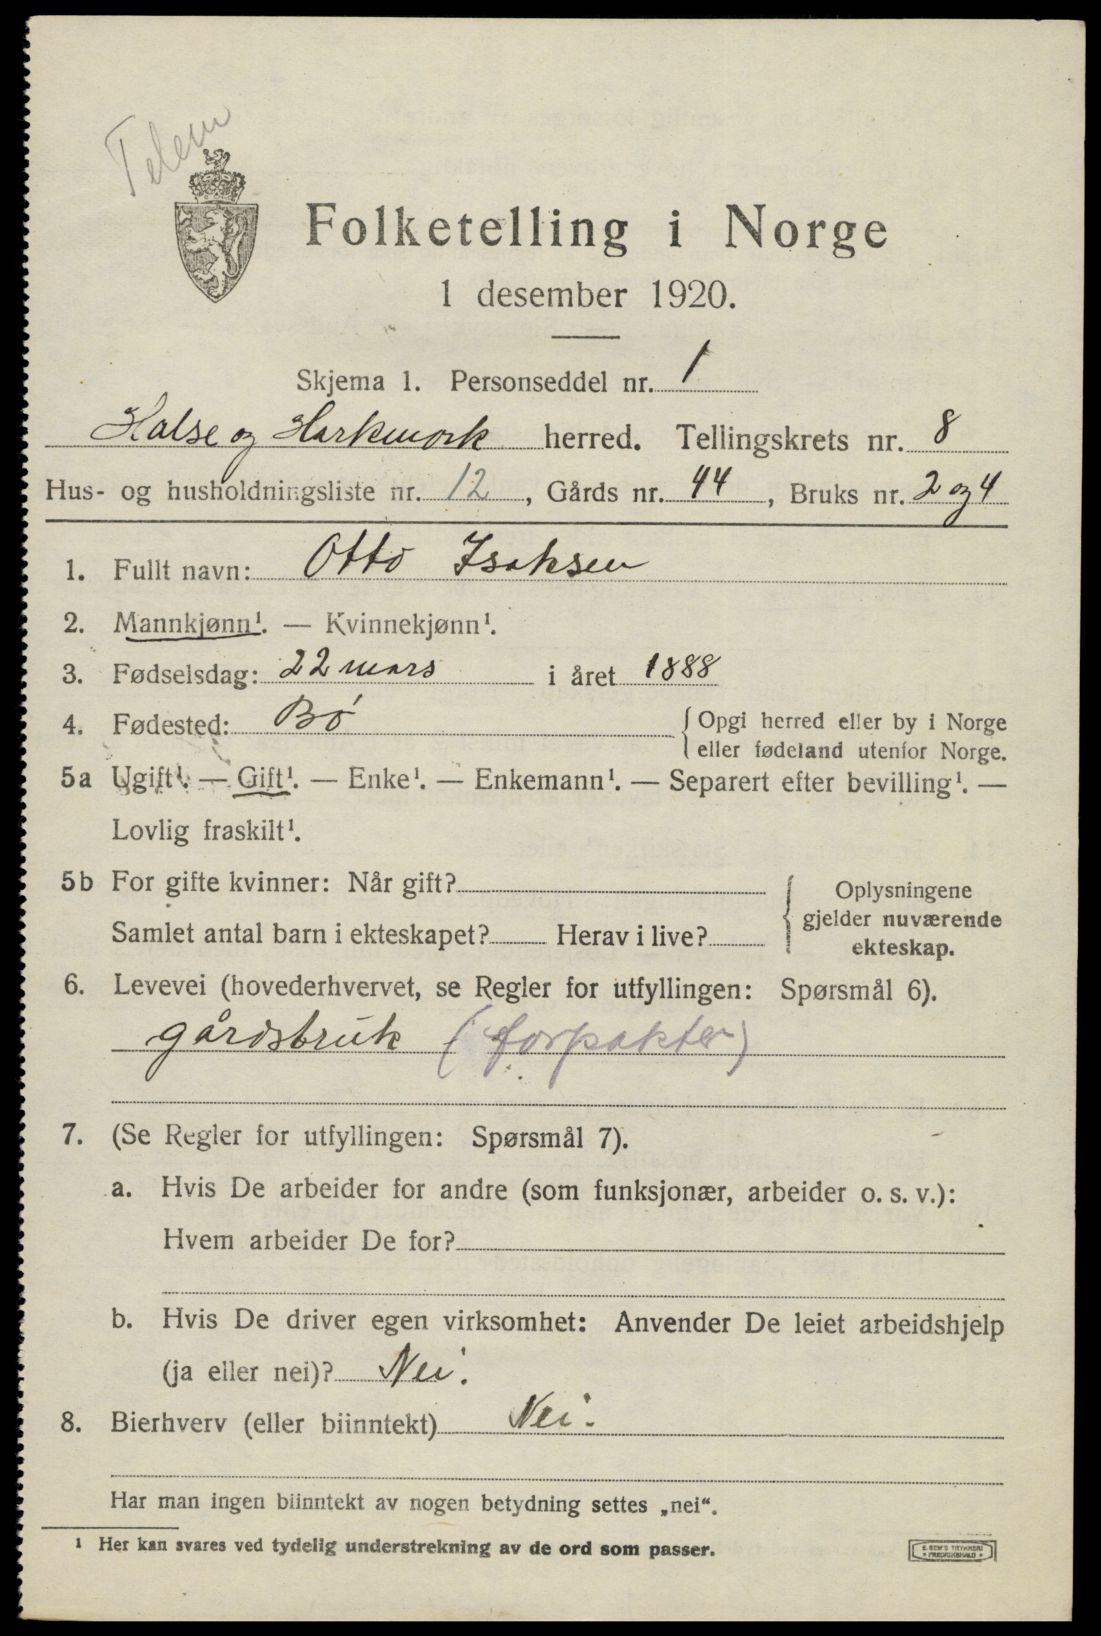 Telem
Folketelling i Norge
1 desember 1920.
Skjema 1. Personseddel nr. 1
Halse og Harkmark herred. Tellingskrets nr. 8
Hus- og husholdningsliste nr. 12, Gårds nr. 44, Bruks nr. 2 og 4
1. Fullt navn: Otto Isaksen
2. Mannkjønn¹. — Kvinnekjønn¹.
3. Fødselsdag: 22 mars i året 1888
4. Fødested: Bø {Opgi herred eller by i Norge
eller fødeland utenfor Norge.
5a Ugift¹. — Gift¹. — Enke¹. — Enkemann¹. — Separert efter bevilling¹. —
Lovlig fraskilt¹.
5b For gifte kvinner: Når gift?
Samlet antal barn i ekteskapet? Herav i live?
Oplysningene
gjelder nuværende
ekteskap.
6. Levevei (hovederhvervet, se Regler for utfyllingen: Spørsmål 6).
gårdsbruk (forpakter)
7. (Se Regler for utfyllingen: Spørsmål 7).
a. Hvis De arbeider for andre (som funksjonær, arbeider o. s. v.):
Hvem arbeider De for?
b. Hvis De driver egen virksomhet: Anvender De leiet arbeidshjelp
(ja eller nei)? Nei.
8. Bierhverv (eller biinntekt) Nei.
Har man ingen biinntekt av nogen betydning settes „nei“.
¹ Her kan svares ved tydelig understrekning av de ord som passer.